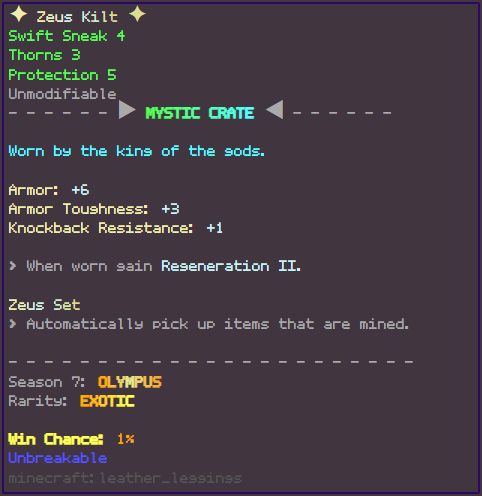 ✦ Zeus Kilt ✦
Swift Sneak 4
Thorns 3
Protection 5
Unmodifiable
- - - - - - ▶ MYSTIC CRATE ◀ - - - - - -
Worn by the king of the gods.
Armor: +6
Armor Toughness: +3
Knockback Resistance: +1
> When worn gain Regeneration II.
Zeus Set
> Automatically pick up items that are mined.
- - - - - - - - - - - - - - - - - - - - - - - -
Season 7: OLYMPUS
Rarity: EXOTIC
Win Chance: 1%
Unbreakable
minecraft:leather_leggings